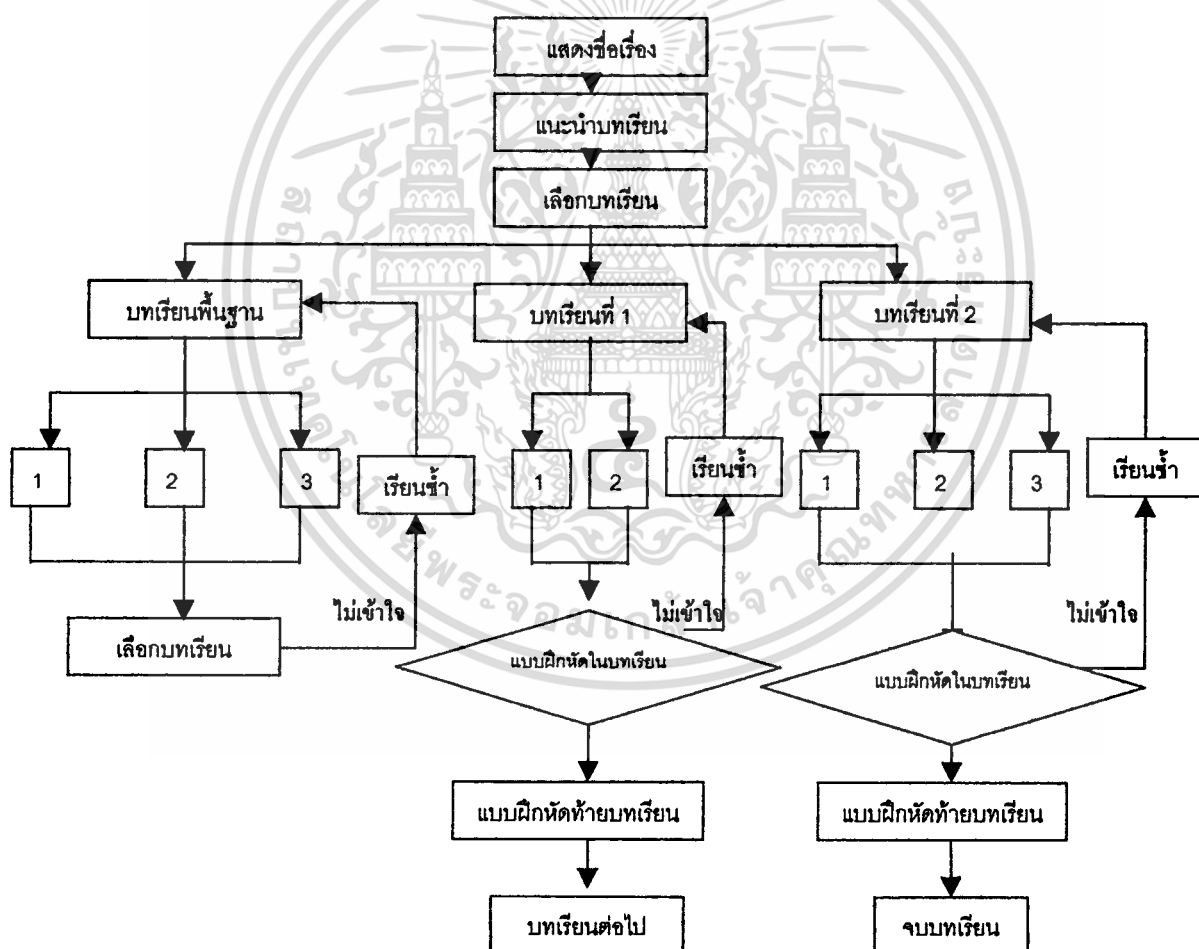 แสดงชื่อเรื่อง
แนะนำบทเรียน
เลือกบทเรียน
บทเรียนพื้นฐาน
บทเรียนที่ 1
บทเรียนที่ 2
1
2
3
เรียนซ้ำ
1
2
เรียนซ้ำ
1
2
3
เรียนซ้ำ
ไม่เข้าใจ
ไม่เข้าใจ
ไม่เข้าใจ
เลือกบทเรียน
แบบฝึกหัดในบทเรียน
แบบฝึกหัดในบทเรียน
แบบฝึกหัดท้ายบทเรียน
แบบฝึกหัดท้ายบทเรียน
บทเรียนต่อไป
จบบทเรียน